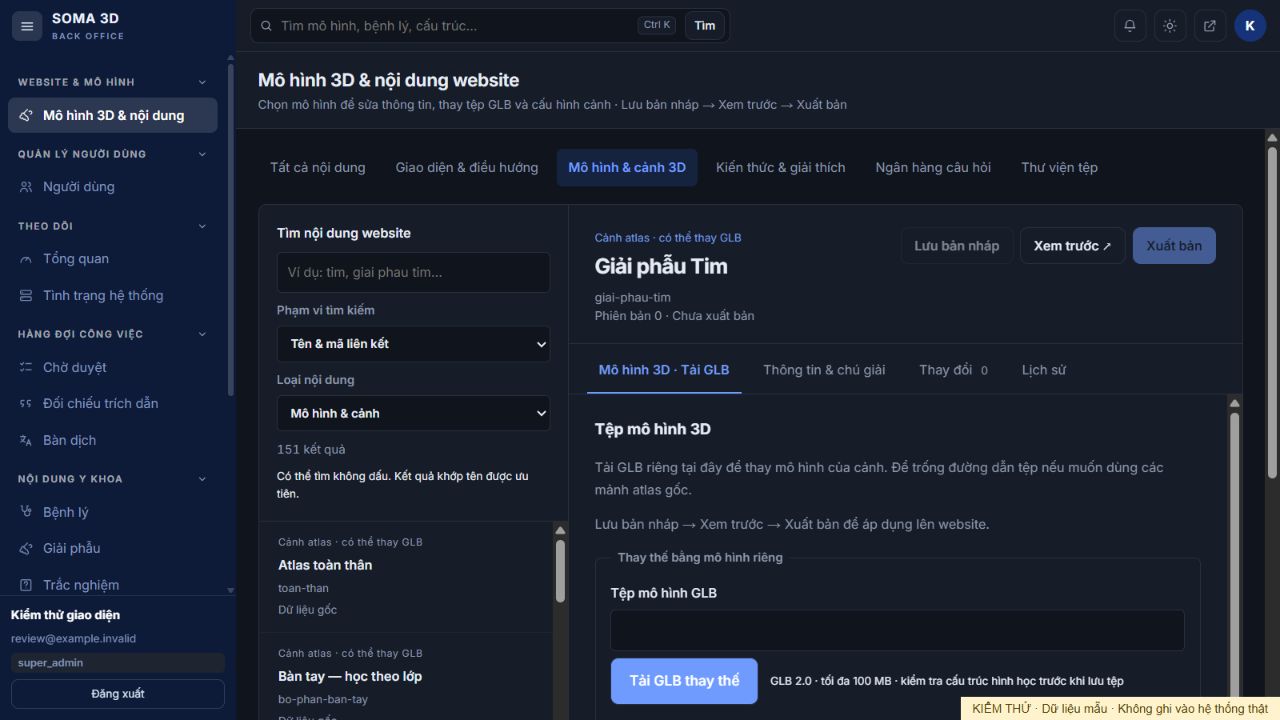 SOMA 3D
BACK OFFICE
WEBSITE & MÔ HÌNH
Mô hình 3D & nội dung
QUẢN LÝ NGƯỜI DÙNG
Người dùng
THEO DÕI
Tổng quan
Tình trạng hệ thống
HÀNG ĐỢI CÔNG VIỆC
Chờ duyệt
Đối chiếu trích dẫn
Bản dịch
NỘI DUNG Y KHOA
Bệnh lý
Giải phẫu
Trắc nghiệm
Kiểm thử giao diện
review@example.invalid
super_admin
Đăng xuất
Tìm mô hình, bệnh lý, cấu trúc...
Ctrl K
Tìm
K
Mô hình 3D & nội dung website
Chọn mô hình để sửa thông tin, thay tệp GLB và cấu hình cảnh · Lưu bản nháp → Xem trước → Xuất bản
Tất cả nội dung
Giao diện & điều hướng
Mô hình & cảnh 3D
Kiến thức & giải thích
Ngân hàng câu hỏi
Thư viện tệp
Tìm nội dung website
Ví dụ: tim, giai phau tim...
Phạm vi tìm kiếm
Tên & mã liên kết
Loại nội dung
Mô hình & cảnh
151 kết quả
Có thể tìm không dấu. Kết quả khớp tên được ưu
tiên.
Cảnh atlas · có thể thay GLB
Atlas toàn thân
toan-than
Dữ liệu gốc
Cảnh atlas · có thể thay GLB
Bàn tay — học theo lớp
bo-phan-ban-tay
Dữ liệu gốc
Cảnh atlas · có thể thay GLB
Giải phẫu Tim
giai-phau-tim
Phiên bản 0 · Chưa xuất bản
Lưu bản nháp
Xem trước ↗
Xuất bản
Mô hình 3D · Tải GLB
Thông tin & chú giải
Thay đổi 0
Lịch sử
Tệp mô hình 3D
Tải GLB riêng tại đây để thay mô hình của cảnh. Để trống đường dẫn tệp nếu muốn dùng các
mảnh atlas gốc.
Lưu bản nháp → Xem trước → Xuất bản để áp dụng lên website.
Thay thế bằng mô hình riêng
Tệp mô hình GLB
Tải GLB thay thế
GLB 2.0 · tối đa 100 MB · kiểm tra cấu trúc hình học trước khi lưu tệp
KIỂM THỬ · Dữ liệu mẫu · Không ghi vào hệ thống thật